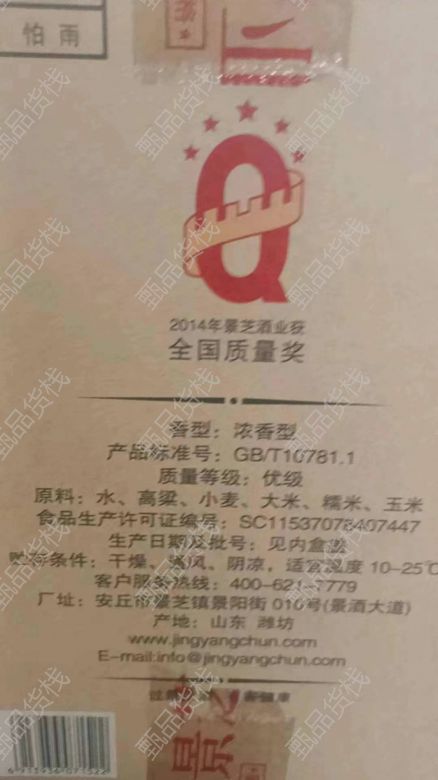 怕雨
2014年景芝酒业获
全国质量奖
香型：浓香型
产品标准号：GB/T10781.1
质量等级：优级
原料：水、高粱、小麦、大米、糯米、玉米
食品生产许可证编号：SC11537078407447
生产日期及批号：见内盒
贮存条件：干燥、通风、阴凉，适宜温度 10-25℃
客户服务热线：400-621-7779
厂址：安丘市景芝镇景阳街 010号(景酒大道)
产地：山东 潍坊
www.jingyangchun.com
E-mail:info@jingyangchun.com
景
甄品货栈